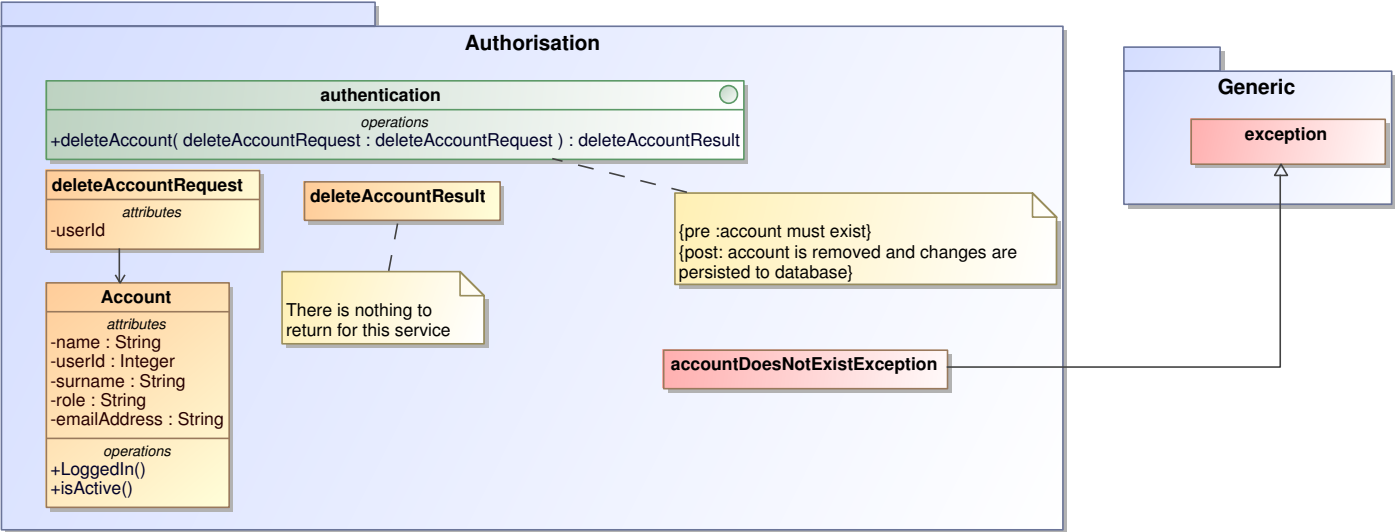 Authorisation
authentication
operations
+deleteAccount( deleteAccountRequest : deleteAccountRequest ) : deleteAccountResult
deleteAccountRequest
attributes
-userId
deleteAccountResult
{pre :account must exist}
{post: account is removed and changes are
persisted to database}
There is nothing to
return for this service
Account
attributes
-name : String
-userId : Integer
-surname : String
-role : String
-emailAddress : String
operations
+LoggedIn()
+isActive()
accountDoesNotExistException
Generic
exception